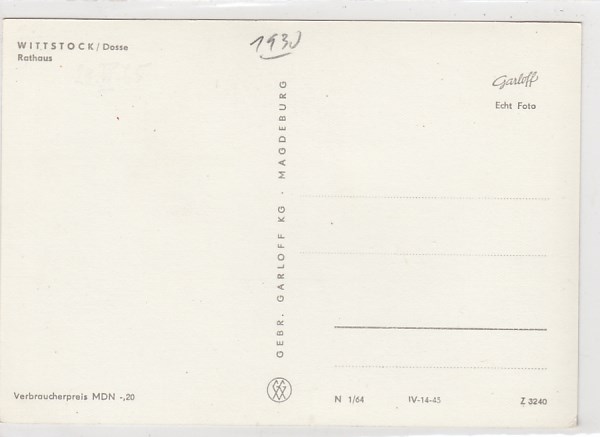 WITTSTOCK/Dosse
Rathaus
1930
Garloff
Echt Foto
GEBR. GARLOFF KG · MAGDEBURG
Verbraucherpreis MDN -,20
N 1/64 IV-14-45 Z 3240